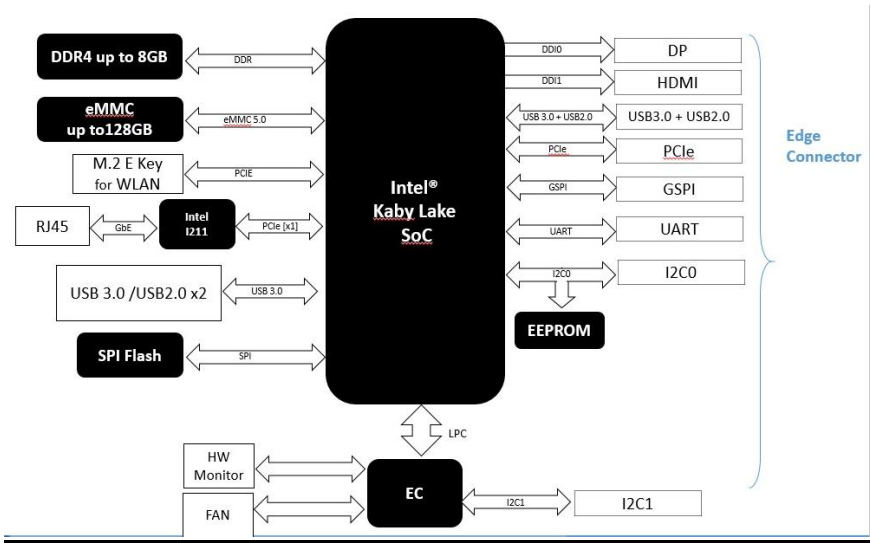 DDR4 up to 8GB
DDR
eMMC
up to128GB
eMMC 5.0
M.2 E Key
for WLAN
PCIE
RJ45
GbE
Intel
I211
PCIe [x1]
USB 3.0 /USB2.0 x2
USB 3.0
SPI Flash
SPI
Intel®
Kaby Lake
SoC
DDI0
DP
DDI1
HDMI
USB 3.0 + USB2.0
USB3.0 + USB2.0
PCIe
PCIe
GSPI
GSPI
UART
UART
I2C0
I2C0
EEPROM
Edge
Connector
LPC
HW
Monitor
FAN
EC
I2C1
I2C1